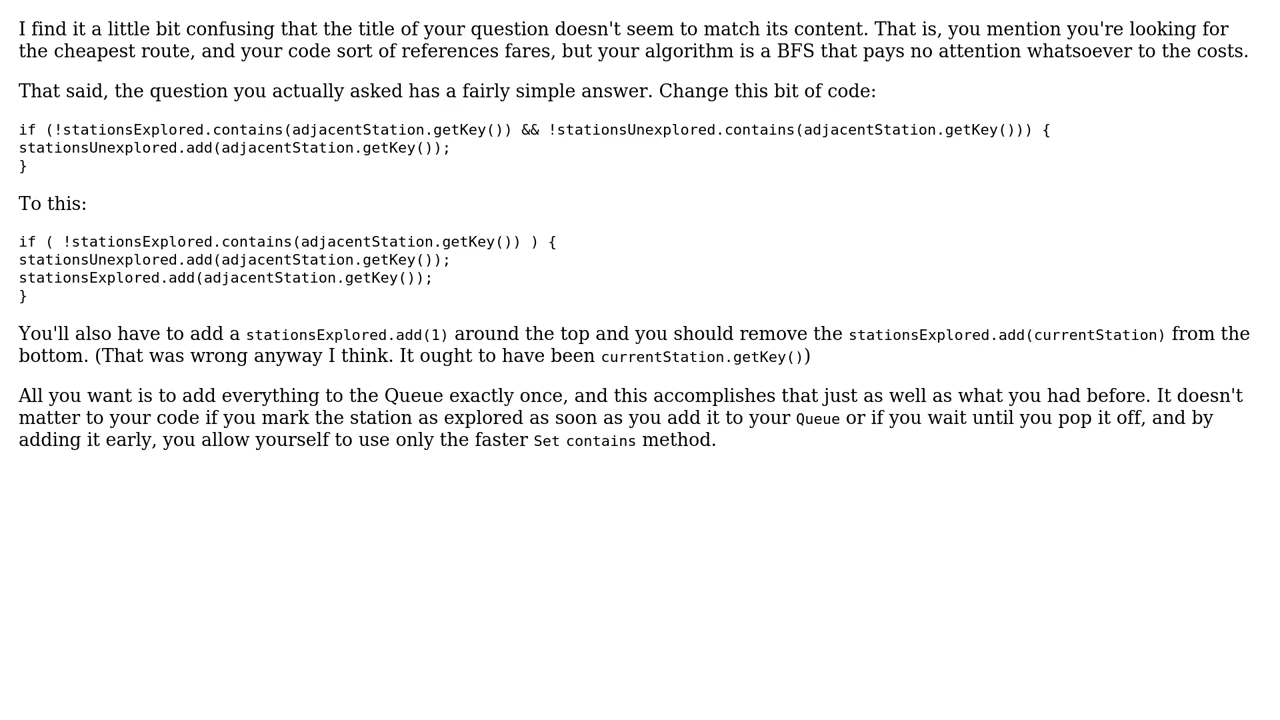 I find it a little bit confusing that the title of your question doesn't seem to match its content. That is, you mention you're looking for
the cheapest route, and your code sort of references fares, but your algorithm is a BFS that pays no attention whatsoever to the costs.
That said, the question you actually asked has a fairly simple answer. Change this bit of code:
if (!stationsExplored.contains(adjacentStation.getKey()) && !stationsUnexplored.contains(adjacentStation.getKey())) {
stationsUnexplored.add(adjacentStation.getKey());
}
To this:
if ( !stationsExplored.contains(adjacentStation.getKey()) ) {
stationsUnexplored.add(adjacentStation.getKey());
stationsExplored.add(adjacentStation.getKey());
}
You'll also have to add a stationsExplored.add(1) around the top and you should remove the stationsExplored.add(currentStation) from the
bottom. (That was wrong anyway I think. It ought to have been currentStation.getKey())
All you want is to add everything to the Queue exactly once, and this accomplishes that just as well as what you had before. It doesn't
matter to your code if you mark the station as explored as soon as you add it to your Queue or if you wait until you pop it off, and by
adding it early, you allow yourself to use only the faster Set contains method.